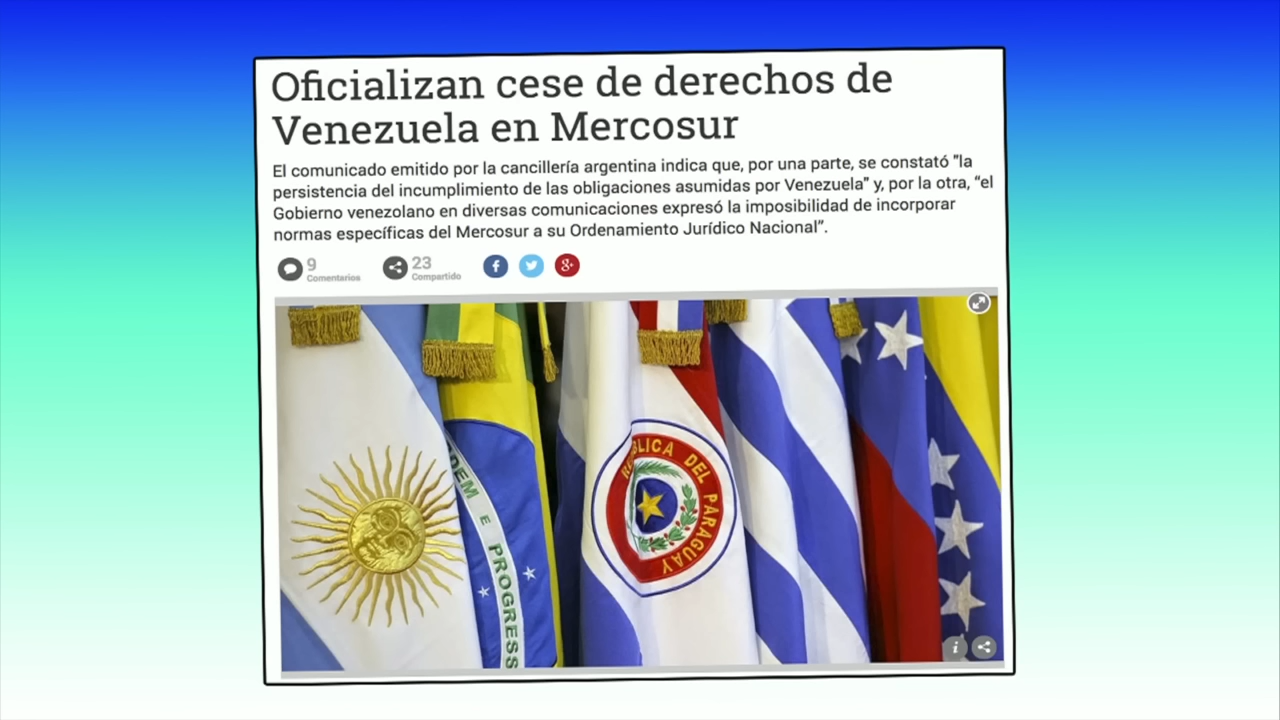 Oficializan cese de derechos de
Venezuela en Mercosur
El comunicado emitido por la cancillería argentina indica que, por una parte, se constató "la
persistencia del incumplimiento de las obligaciones asumidas por Venezuela" y, por la otra, “el
Gobierno venezolano en diversas comunicaciones expresó la imposibilidad de incorporar
normas específicas del Mercosur a su Ordenamiento Jurídico Nacional”.
9
Comentarios
23
Compartido
f
g+
DEM E PROGRESS
REPÚBLICA DEL PARAGUAY
i